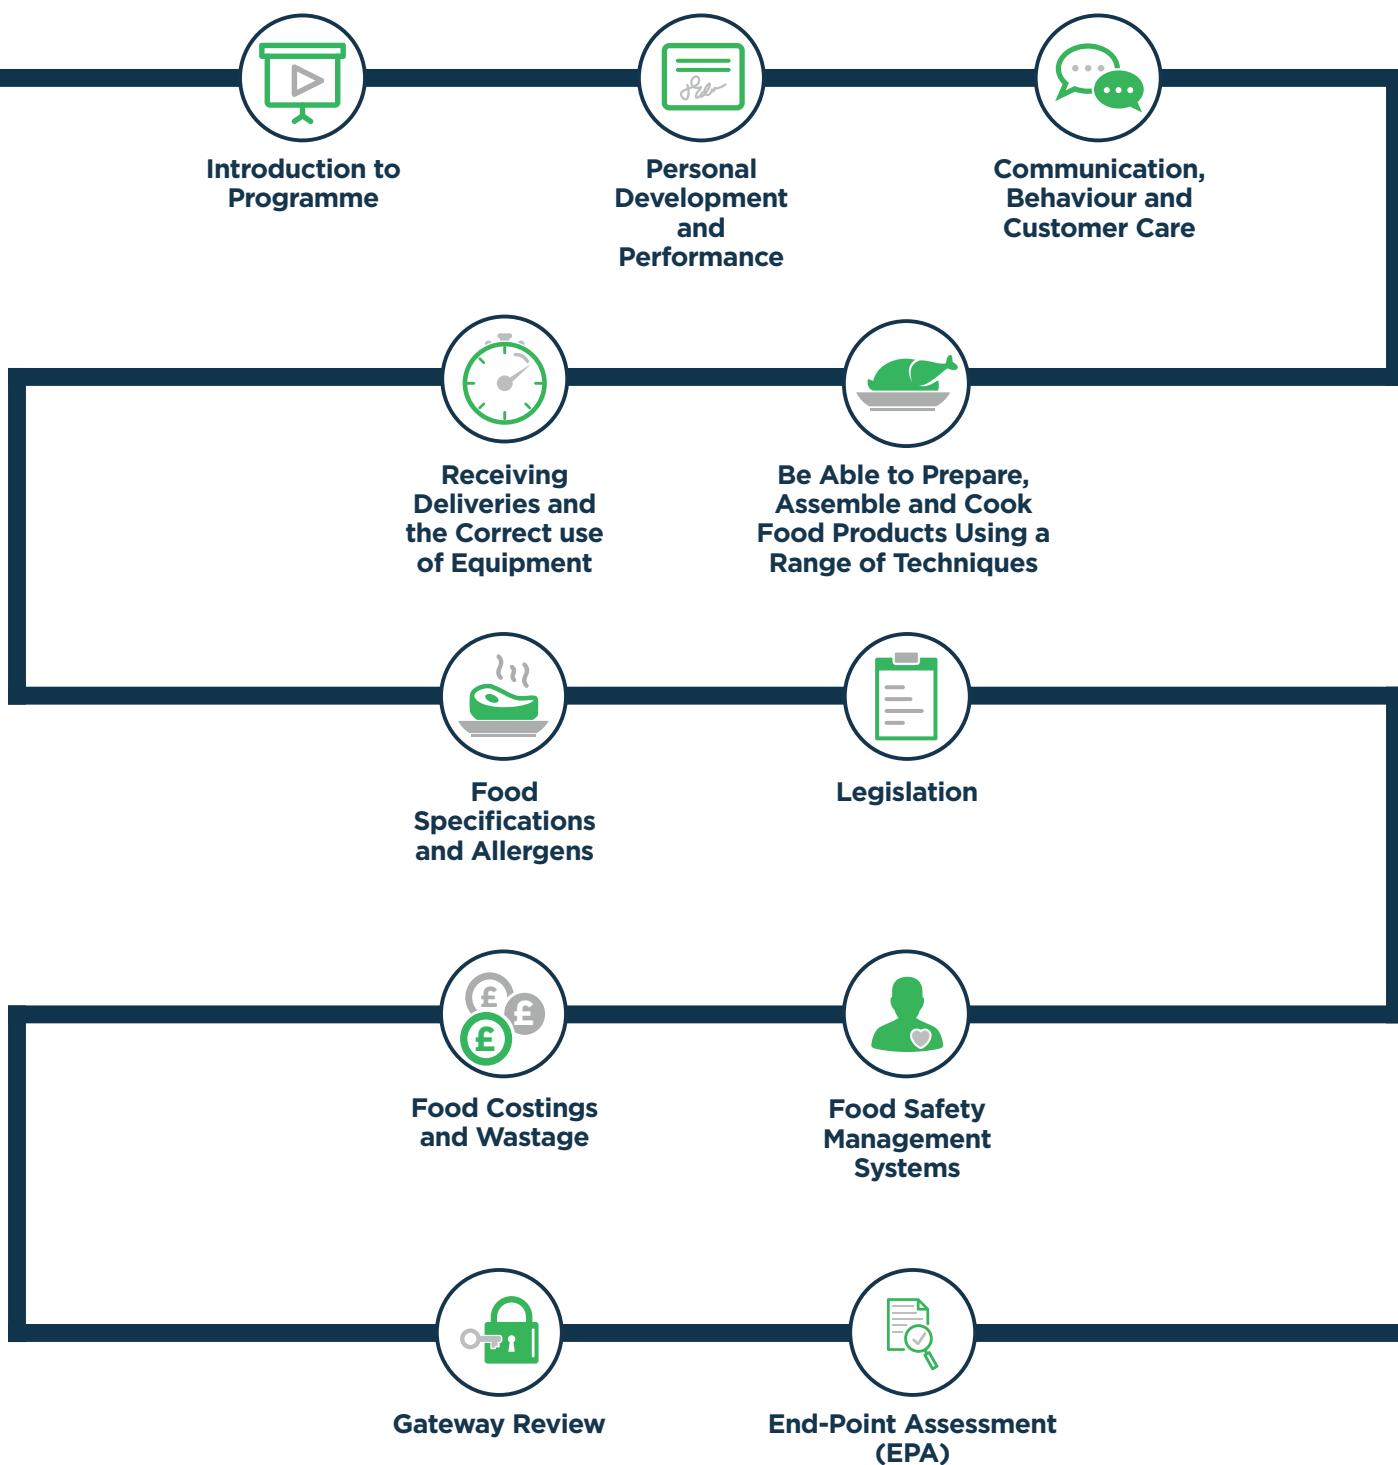 Introduction to
Programme
Personal
Development
and
Performance
Communication,
Behaviour and
Customer Care
Receiving
Deliveries and
the Correct use
of Equipment
Be Able to Prepare,
Assemble and Cook
Food Products Using a
Range of Techniques
Food
Specifications
and Allergens
Legislation
£
£
£
Food Costings
and Wastage
Food Safety
Management
Systems
Gateway Review
End-Point Assessment
(EPA)